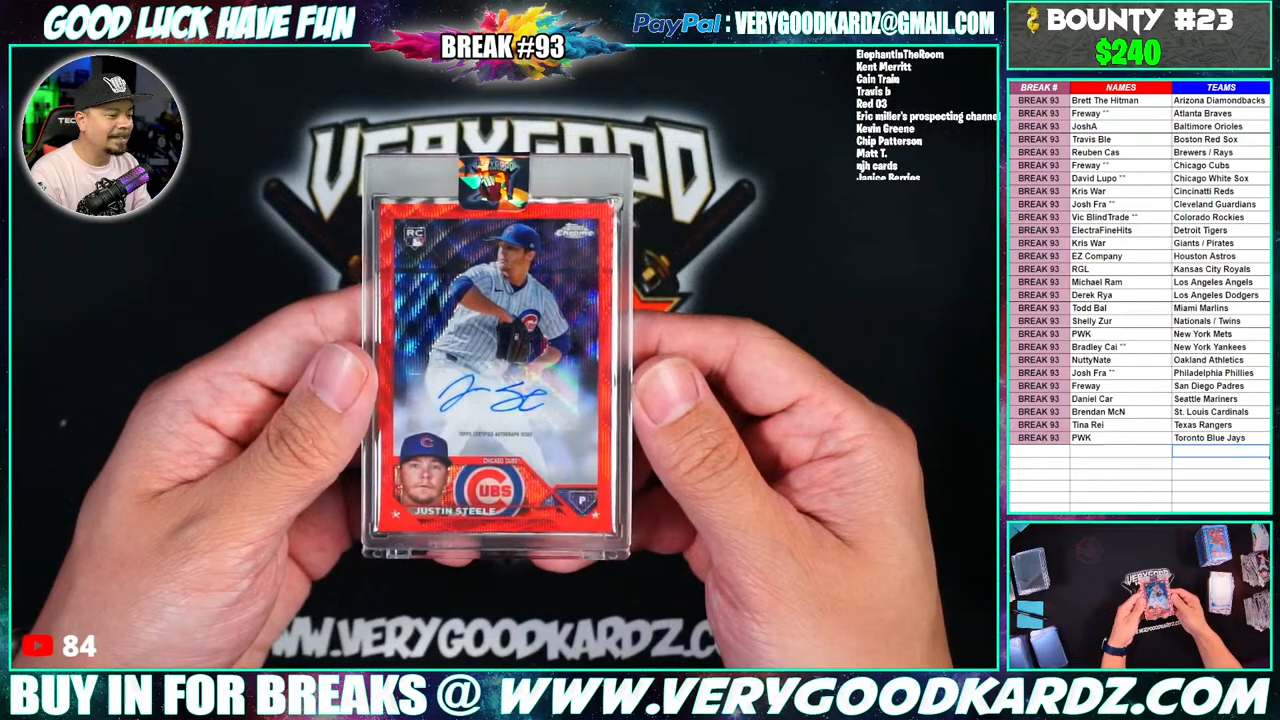 GOOD LUCK HAVE FUN
BREAK #93
PayPal : VERYGOODKARDZ@GMAIL.COM
BOUNTY #23
$240
ElephantInTheRoom
Kent Merritt
Cain Train
Travis b
Red 03
Eric miller's prospecting channel
Kevin Greene
Chip Patterson
Matt T.
njh cards
Janice Berries
VERYGOOD
RC
Topps
Chrome
TOPPS CERTIFIED AUTOGRAPH ISSUE
CHICAGO CUBS
CUBS
P
JUSTIN STEELE
WW.VERYGOODKARDZ.C
84
BREAK # NAMES TEAMS
BREAK 93 Brett The Hitman Arizona Diamondbacks
BREAK 93 Freway ** Atlanta Braves
BREAK 93 JoshA Baltimore Orioles
BREAK 93 Travis Ble Boston Red Sox
BREAK 93 Reuben Cas Brewers / Rays
BREAK 93 Freway ** Chicago Cubs
BREAK 93 David Lupo ** Chicago White Sox
BREAK 93 Kris War Cincinatti Reds
BREAK 93 Josh Fra ** Cleveland Guardians
BREAK 93 Vic BlindTrade ** Colorado Rockies
BREAK 93 ElectraFineHits Detroit Tigers
BREAK 93 Kris War Giants / Pirates
BREAK 93 EZ Company Houston Astros
BREAK 93 RGL Kansas City Royals
BREAK 93 Michael Ram Los Angeles Angels
BREAK 93 Derek Rya Los Angeles Dodgers
BREAK 93 Todd Bal Miami Marlins
BREAK 93 Shelly Zur Nationals / Twins
BREAK 93 PWK New York Mets
BREAK 93 Bradley Cai ** New York Yankees
BREAK 93 NuttyNate Oakland Athletics
BREAK 93 Josh Fra ** Philadelphia Phillies
BREAK 93 Freway San Diego Padres
BREAK 93 Daniel Car Seattle Mariners
BREAK 93 Brendan McN St. Louis Cardinals
BREAK 93 Tina Rei Texas Rangers
BREAK 93 PWK Toronto Blue Jays
BUY IN FOR BREAKS @ WWW.VERYGOODKARDZ.COM